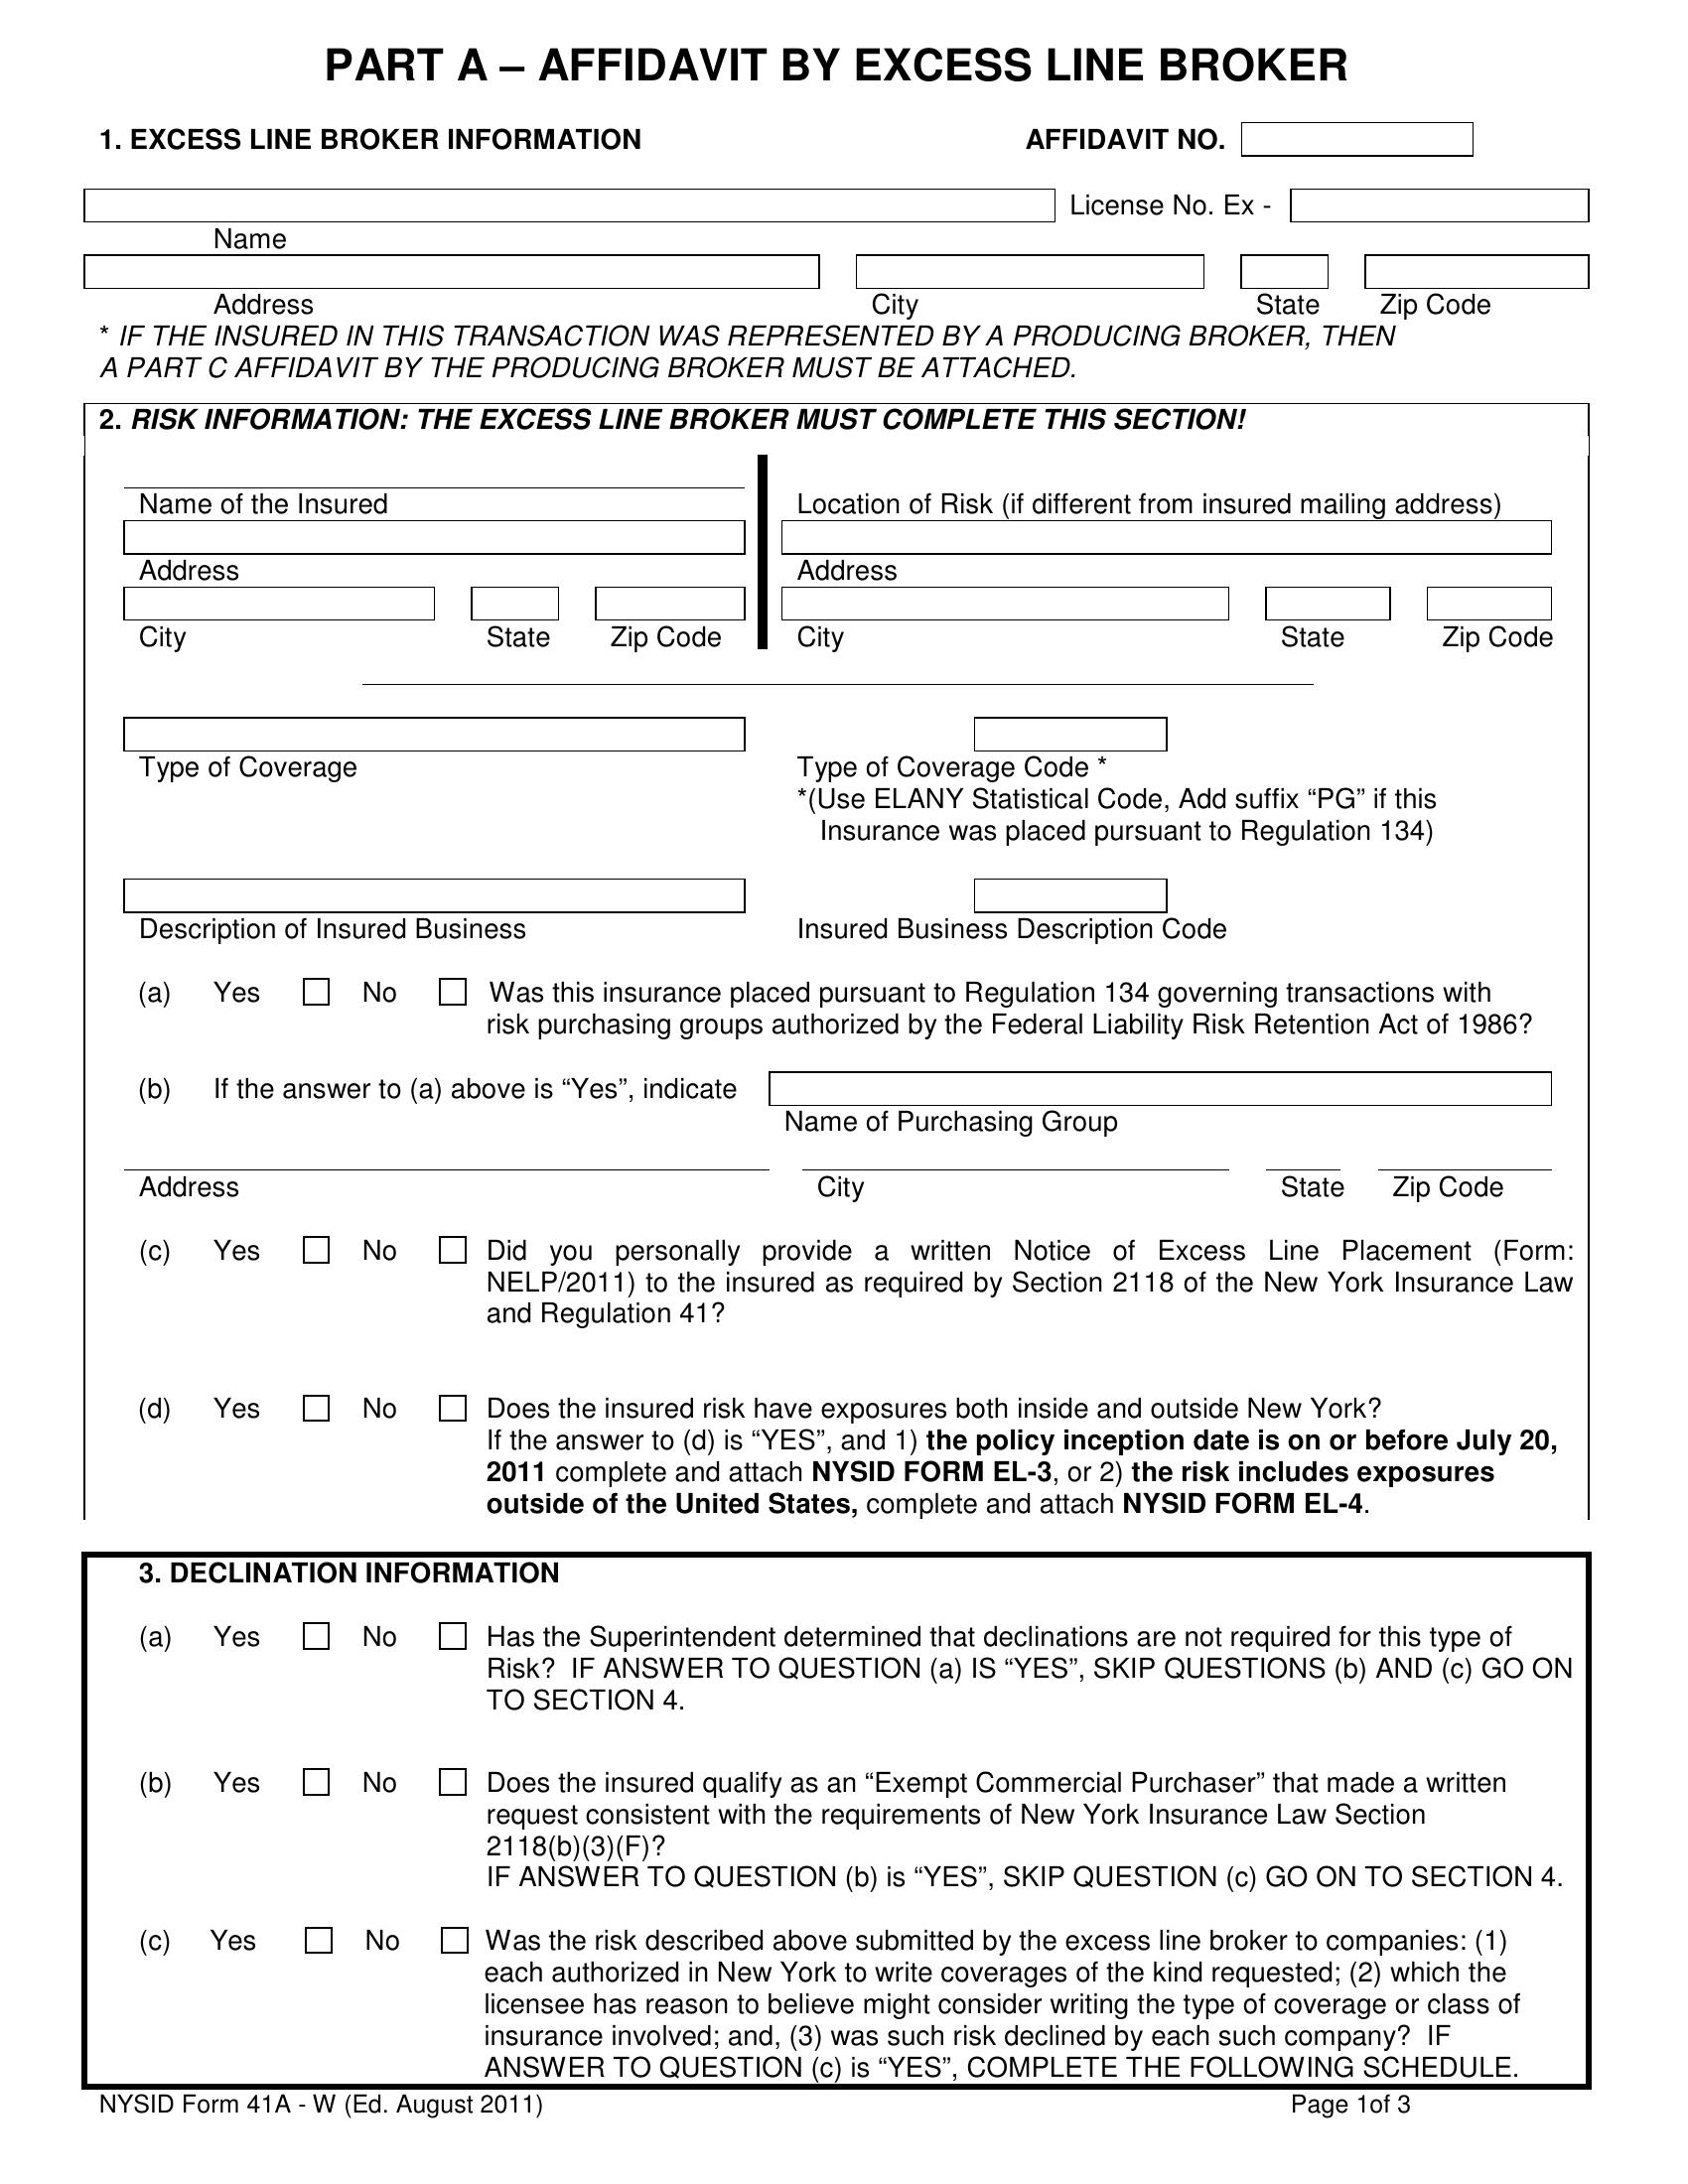 PART A – AFFIDAVIT BY EXCESS LINE BROKER
1. EXCESS LINE BROKER INFORMATION AFFIDAVIT NO.
License No. Ex -
Name
Address City State Zip Code
* IF THE INSURED IN THIS TRANSACTION WAS REPRESENTED BY A PRODUCING BROKER, THEN
A PART C AFFIDAVIT BY THE PRODUCING BROKER MUST BE ATTACHED.
2. RISK INFORMATION: THE EXCESS LINE BROKER MUST COMPLETE THIS SECTION!
Name of the Insured Location of Risk (if different from insured mailing address)
Address Address
City State Zip Code City State Zip Code
Type of Coverage Type of Coverage Code *
*(Use ELANY Statistical Code, Add suffix “PG” if this
Insurance was placed pursuant to Regulation 134)
Description of Insured Business Insured Business Description Code
(a) Yes No Was this insurance placed pursuant to Regulation 134 governing transactions with
risk purchasing groups authorized by the Federal Liability Risk Retention Act of 1986?
(b) If the answer to (a) above is “Yes”, indicate
Name of Purchasing Group
Address City State Zip Code
(c) Yes No Did you personally provide a written Notice of Excess Line Placement (Form:
NELP/2011) to the insured as required by Section 2118 of the New York Insurance Law
and Regulation 41?
(d) Yes No Does the insured risk have exposures both inside and outside New York?
If the answer to (d) is “YES”, and 1) the policy inception date is on or before July 20,
2011 complete and attach NYSID FORM EL-3, or 2) the risk includes exposures
outside of the United States, complete and attach NYSID FORM EL-4.
3. DECLINATION INFORMATION
(a) Yes No Has the Superintendent determined that declinations are not required for this type of
Risk? IF ANSWER TO QUESTION (a) IS “YES”, SKIP QUESTIONS (b) AND (c) GO ON
TO SECTION 4.
(b) Yes No Does the insured qualify as an “Exempt Commercial Purchaser” that made a written
request consistent with the requirements of New York Insurance Law Section
2118(b)(3)(F)?
IF ANSWER TO QUESTION (b) is “YES”, SKIP QUESTION (c) GO ON TO SECTION 4.
(c) Yes No Was the risk described above submitted by the excess line broker to companies: (1)
each authorized in New York to write coverages of the kind requested; (2) which the
licensee has reason to believe might consider writing the type of coverage or class of
insurance involved; and, (3) was such risk declined by each such company? IF
ANSWER TO QUESTION (c) is “YES”, COMPLETE THE FOLLOWING SCHEDULE.
NYSID Form 41A - W (Ed. August 2011) Page 1of 3